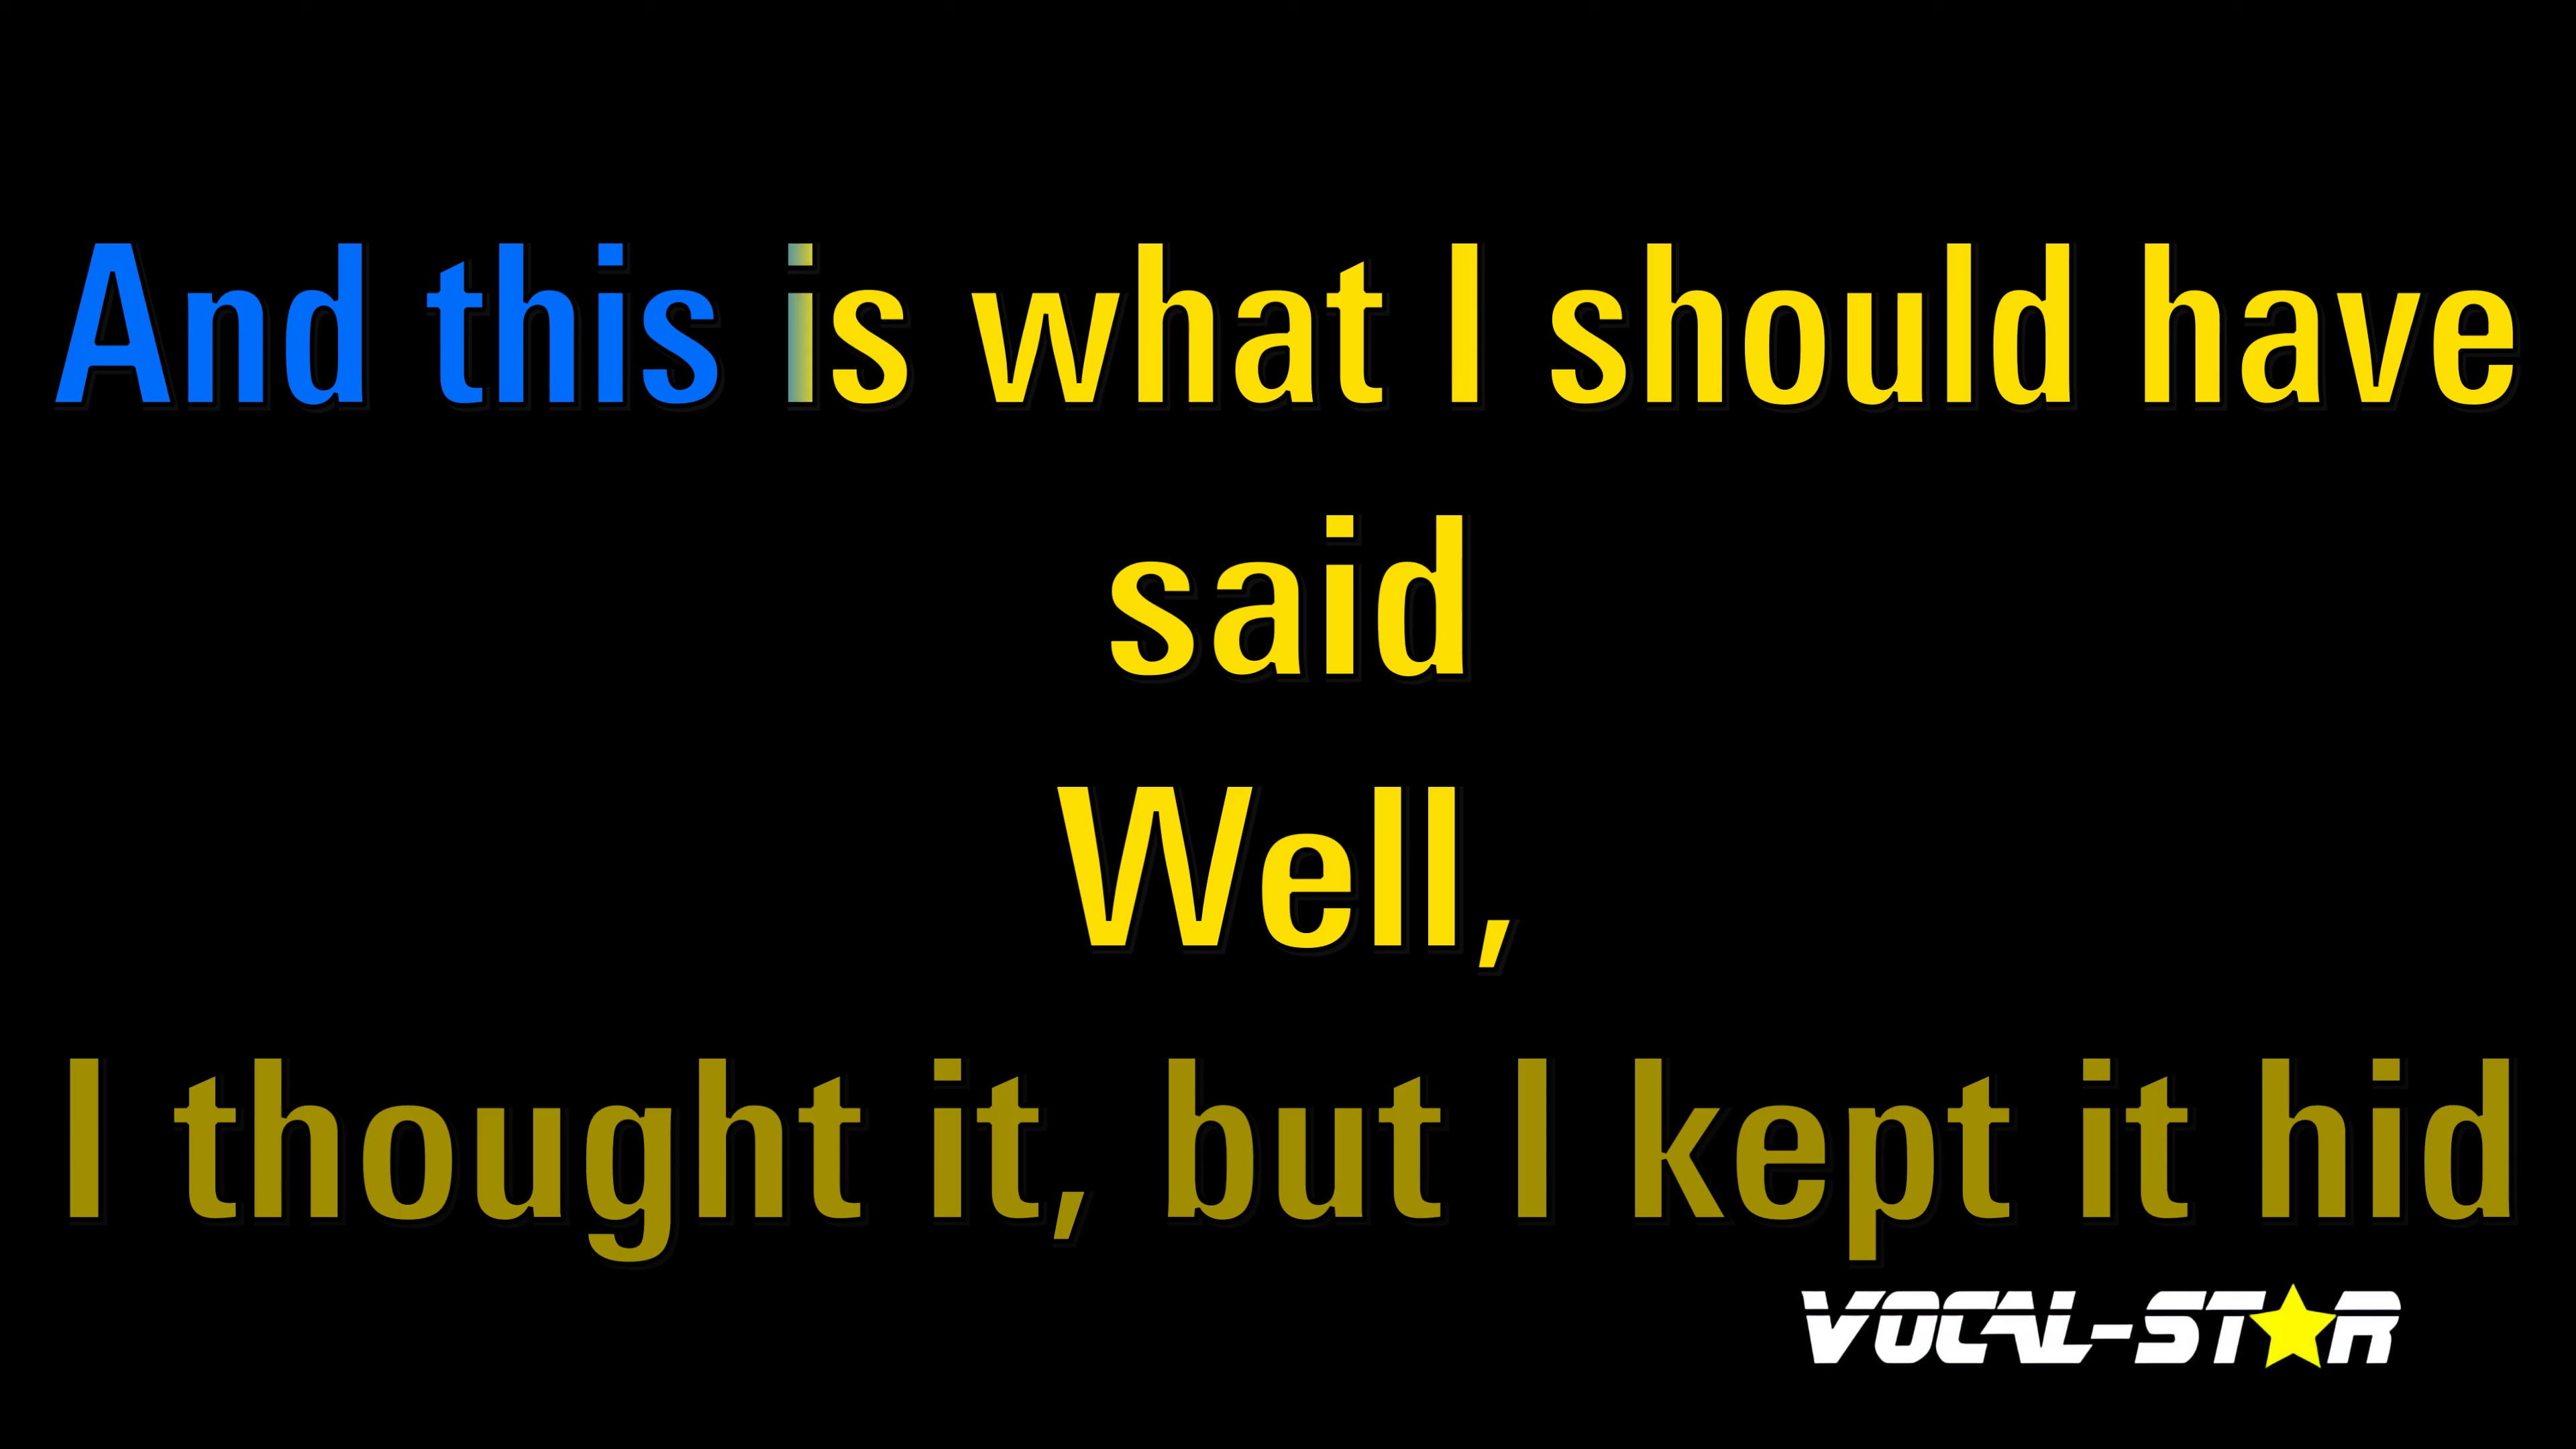 And this is what I should have
said
Well,
I thought it, but I kept it hid
VOCAL-STAR